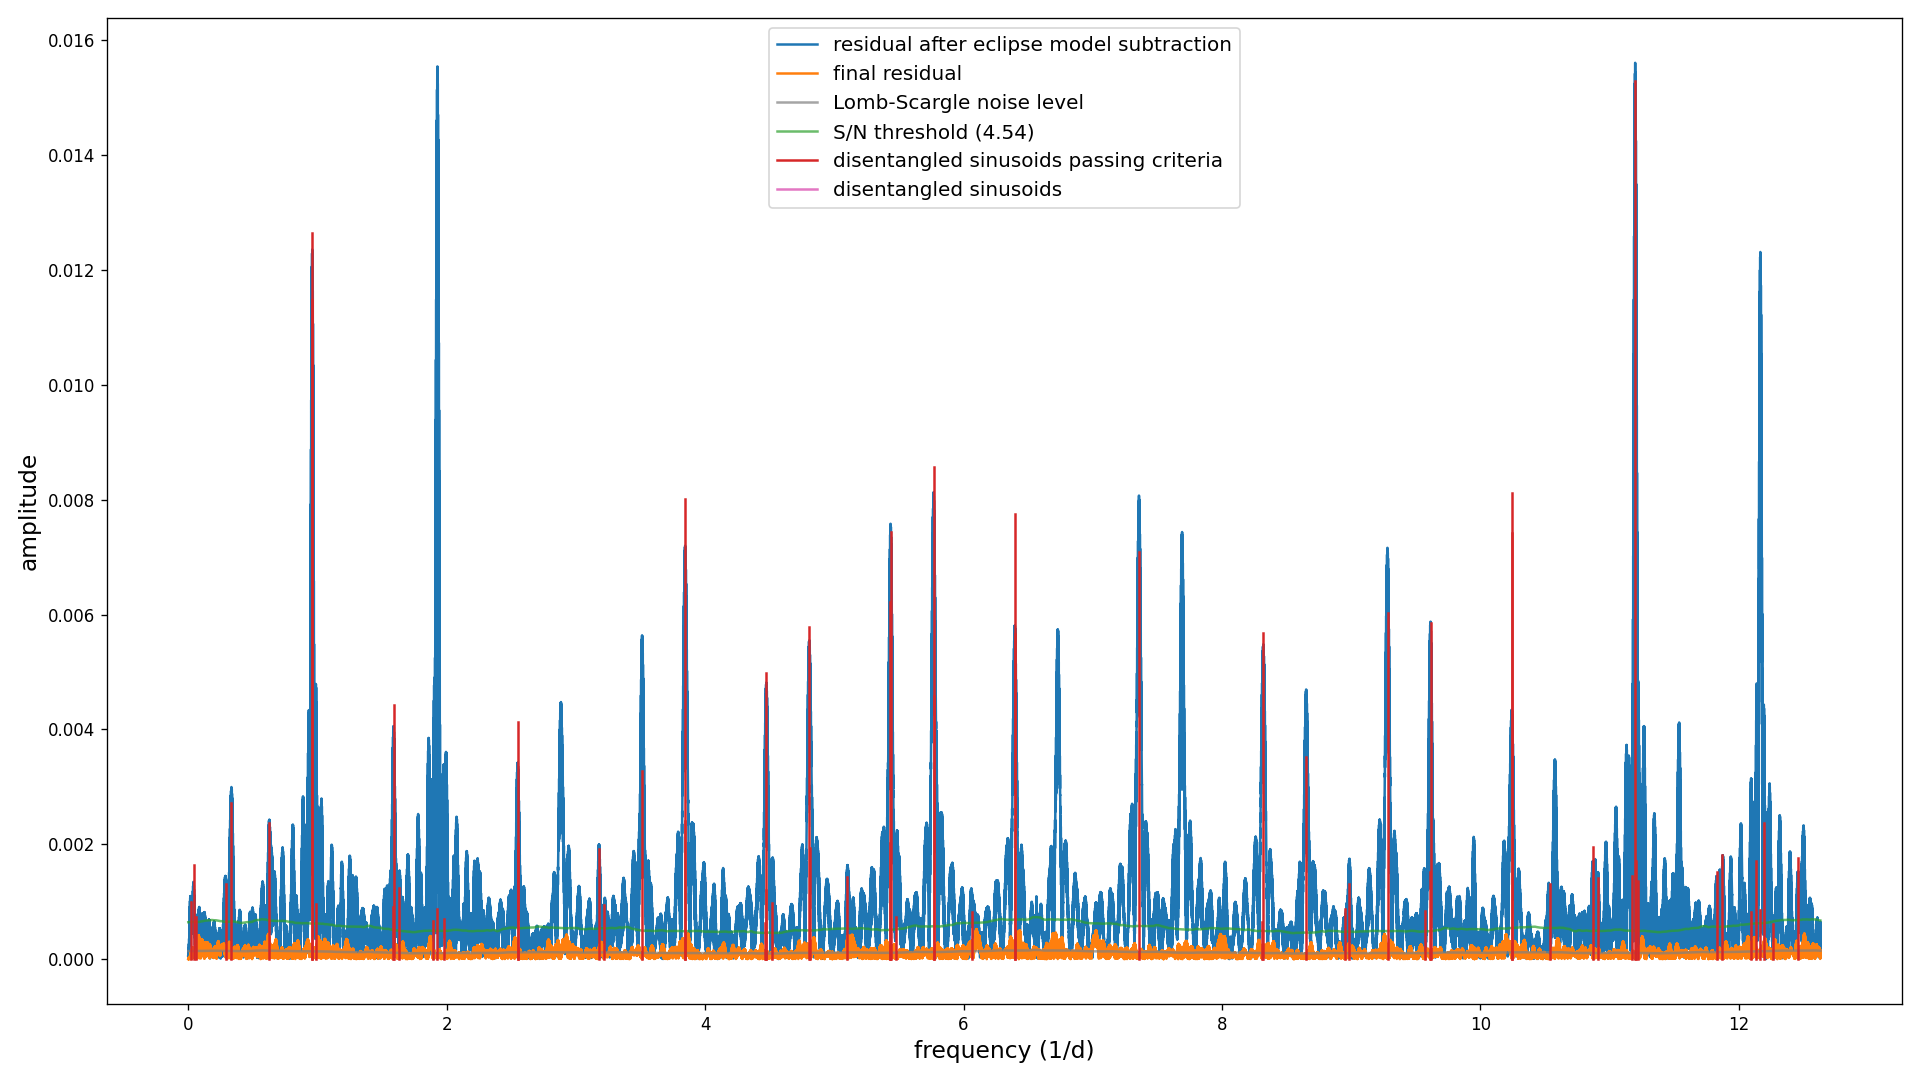 residual after eclipse model subtraction
final residual
Lomb-Scargle noise level
S/N threshold (4.54)
disentangled sinusoids passing criteria
disentangled sinusoids
0.016
0.014
0.012
0.010
0.008
0.006
0.004
0.002
0.000
amplitude
0 2 4 6 8 10 12
frequency (1/d)